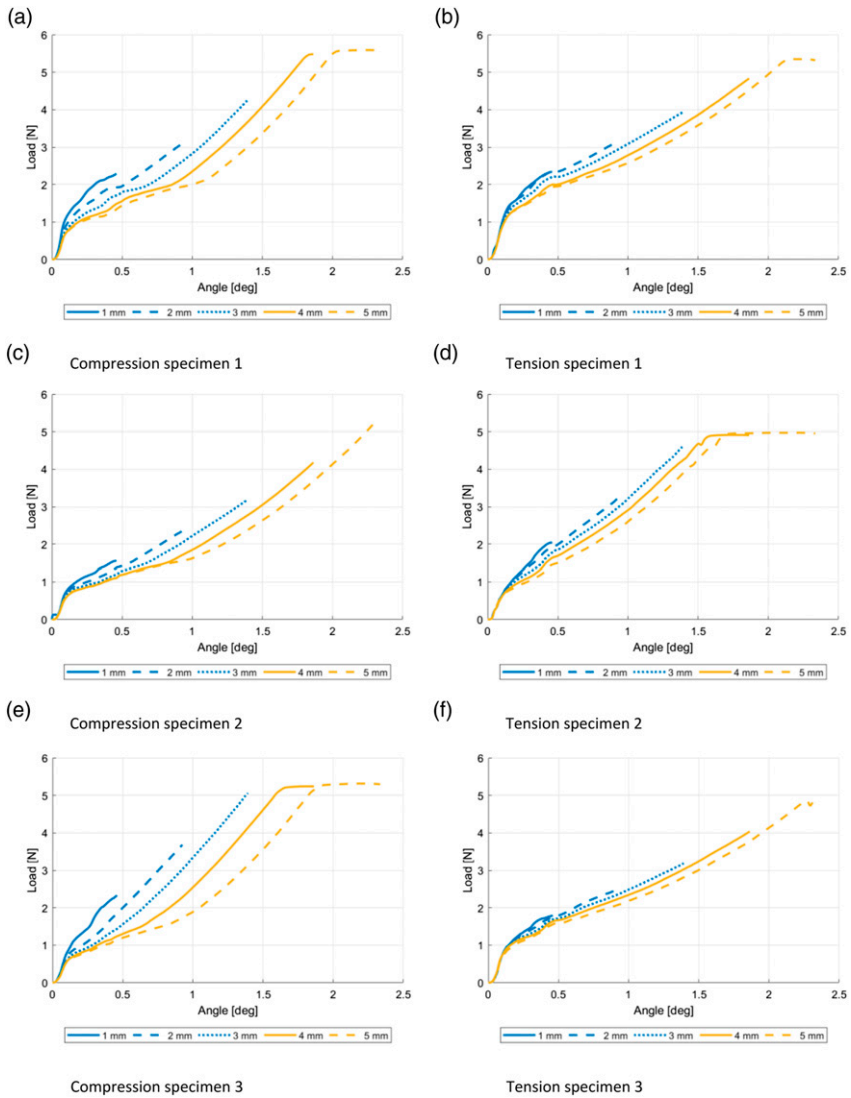 (a)
(b)
6
5
4
3
2
1
0
Load [N]
0 0.5 1 1.5 2 2.5
Angle [deg]
1 mm 2 mm 3 mm 4 mm 5 mm
6
5
4
3
2
1
0
Load [N]
0 0.5 1 1.5 2 2.5
Angle [deg]
1 mm 2 mm 3 mm 4 mm 5 mm
(c) Compression specimen 1
(d) Tension specimen 1
6
5
4
3
2
1
0
Load [N]
0 0.5 1 1.5 2 2.5
Angle [deg]
1 mm 2 mm 3 mm 4 mm 5 mm
6
5
4
3
2
1
0
Load [N]
0 0.5 1 1.5 2 2.5
Angle [deg]
1 mm 2 mm 3 mm 4 mm 5 mm
(e) Compression specimen 2
(f) Tension specimen 2
6
5
4
3
2
1
0
Load [N]
0 0.5 1 1.5 2 2.5
Angle [deg]
1 mm 2 mm 3 mm 4 mm 5 mm
6
5
4
3
2
1
0
Load [N]
0 0.5 1 1.5 2 2.5
Angle [deg]
1 mm 2 mm 3 mm 4 mm 5 mm
Compression specimen 3
Tension specimen 3